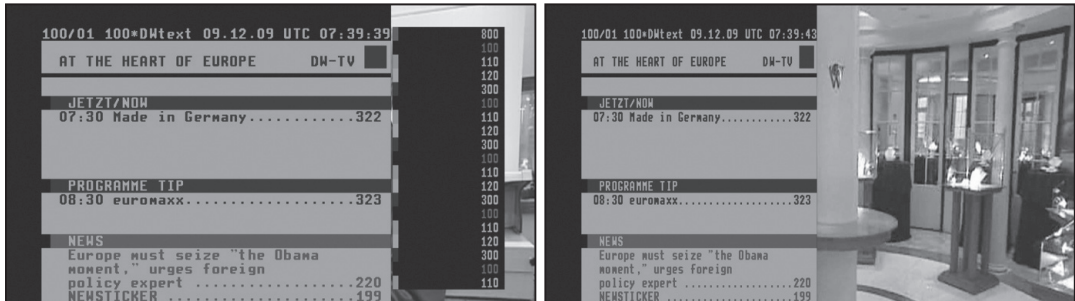 100/01 100*DWtext 09.12.09 UTC 07:39:39
AT THE HEART OF EUROPE DW-TV
JETZT/NOW
07:30 Made in Germany............322
PROGRAMME TIP
08:30 euromaxx...................323
NEWS
Europe must seize "the Obama
moment," urges foreign
policy expert ..................220
NEWSTICKER .....................199
800
100
110
120
300
100
110
120
300
100
110
120
300
100
110
120
300
100
110
100/01 100*DWtext 09.12.09 UTC 07:39:43
AT THE HEART OF EUROPE DW-TV
JETZT/NOW
07:30 Made in Germany............322
PROGRAMME TIP
08:30 euromaxx...................323
NEWS
Europe must seize "the Obama
moment," urges foreign
policy expert ..................220
NEWSTICKER .....................199
W